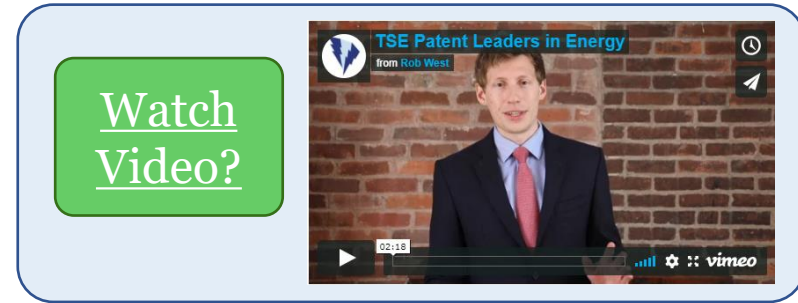 Watch
Video?
TSE Patent Leaders in Energy
from Rob West
02:18
vimeo